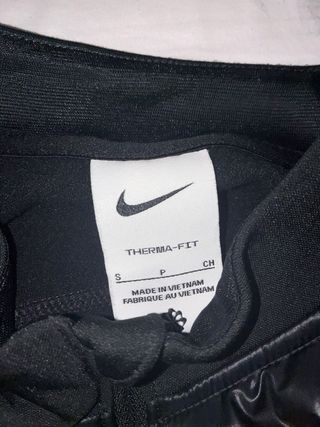 THERMA-FIT
S P CH
MADE IN VIETNAM
FABRIQUE AU VIETNAM